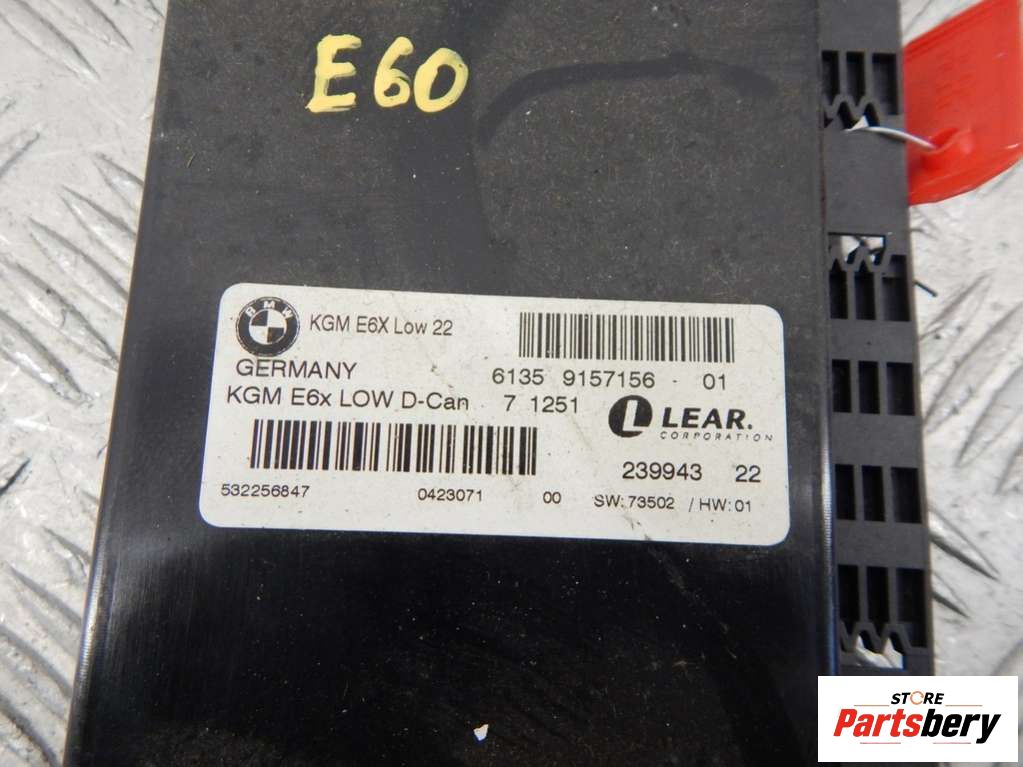 E60
BMW
KGM E6X Low 22
GERMANY
6135 9157156 - 01
KGM E6x LOW D-Can 7 1251
LEAR.
CORPORATION
239943 22
532256847 0423071 00 SW:73502 / HW:01
STORE
Partsbery